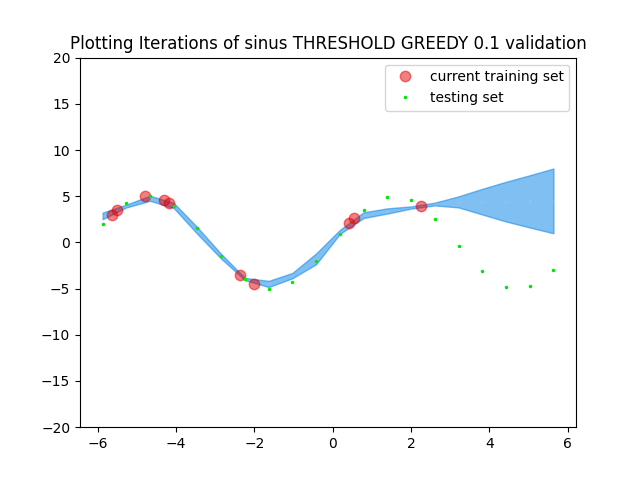 Plotting Iterations of sinus THRESHOLD GREEDY 0.1 validation
current training set
testing set
20
15
10
5
0
−5
−10
−15
−20
−6 −4 −2 0 2 4 6